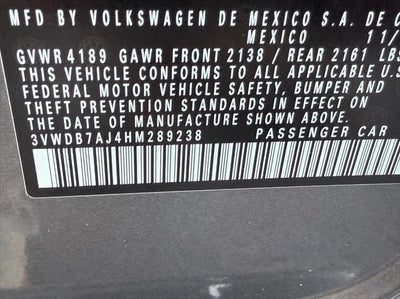 MFD BY VOLKSWAGEN DE MEXICO S.A. DE C
MEXICO 11/
GVWR 4189 GAWR FRONT 2138 / REAR 2161 LBS
THIS VEHICLE CONFORMS TO ALL APPLICABLE U.S
FEDERAL MOTOR VEHICLE SAFETY, BUMPER AND
THEFT PREVENTION STANDARDS IN EFFECT ON
THE DATE OF MANUFACTURE SHOWN ABOVE.
3VWDB7AJ4HM289238 PASSENGER CAR